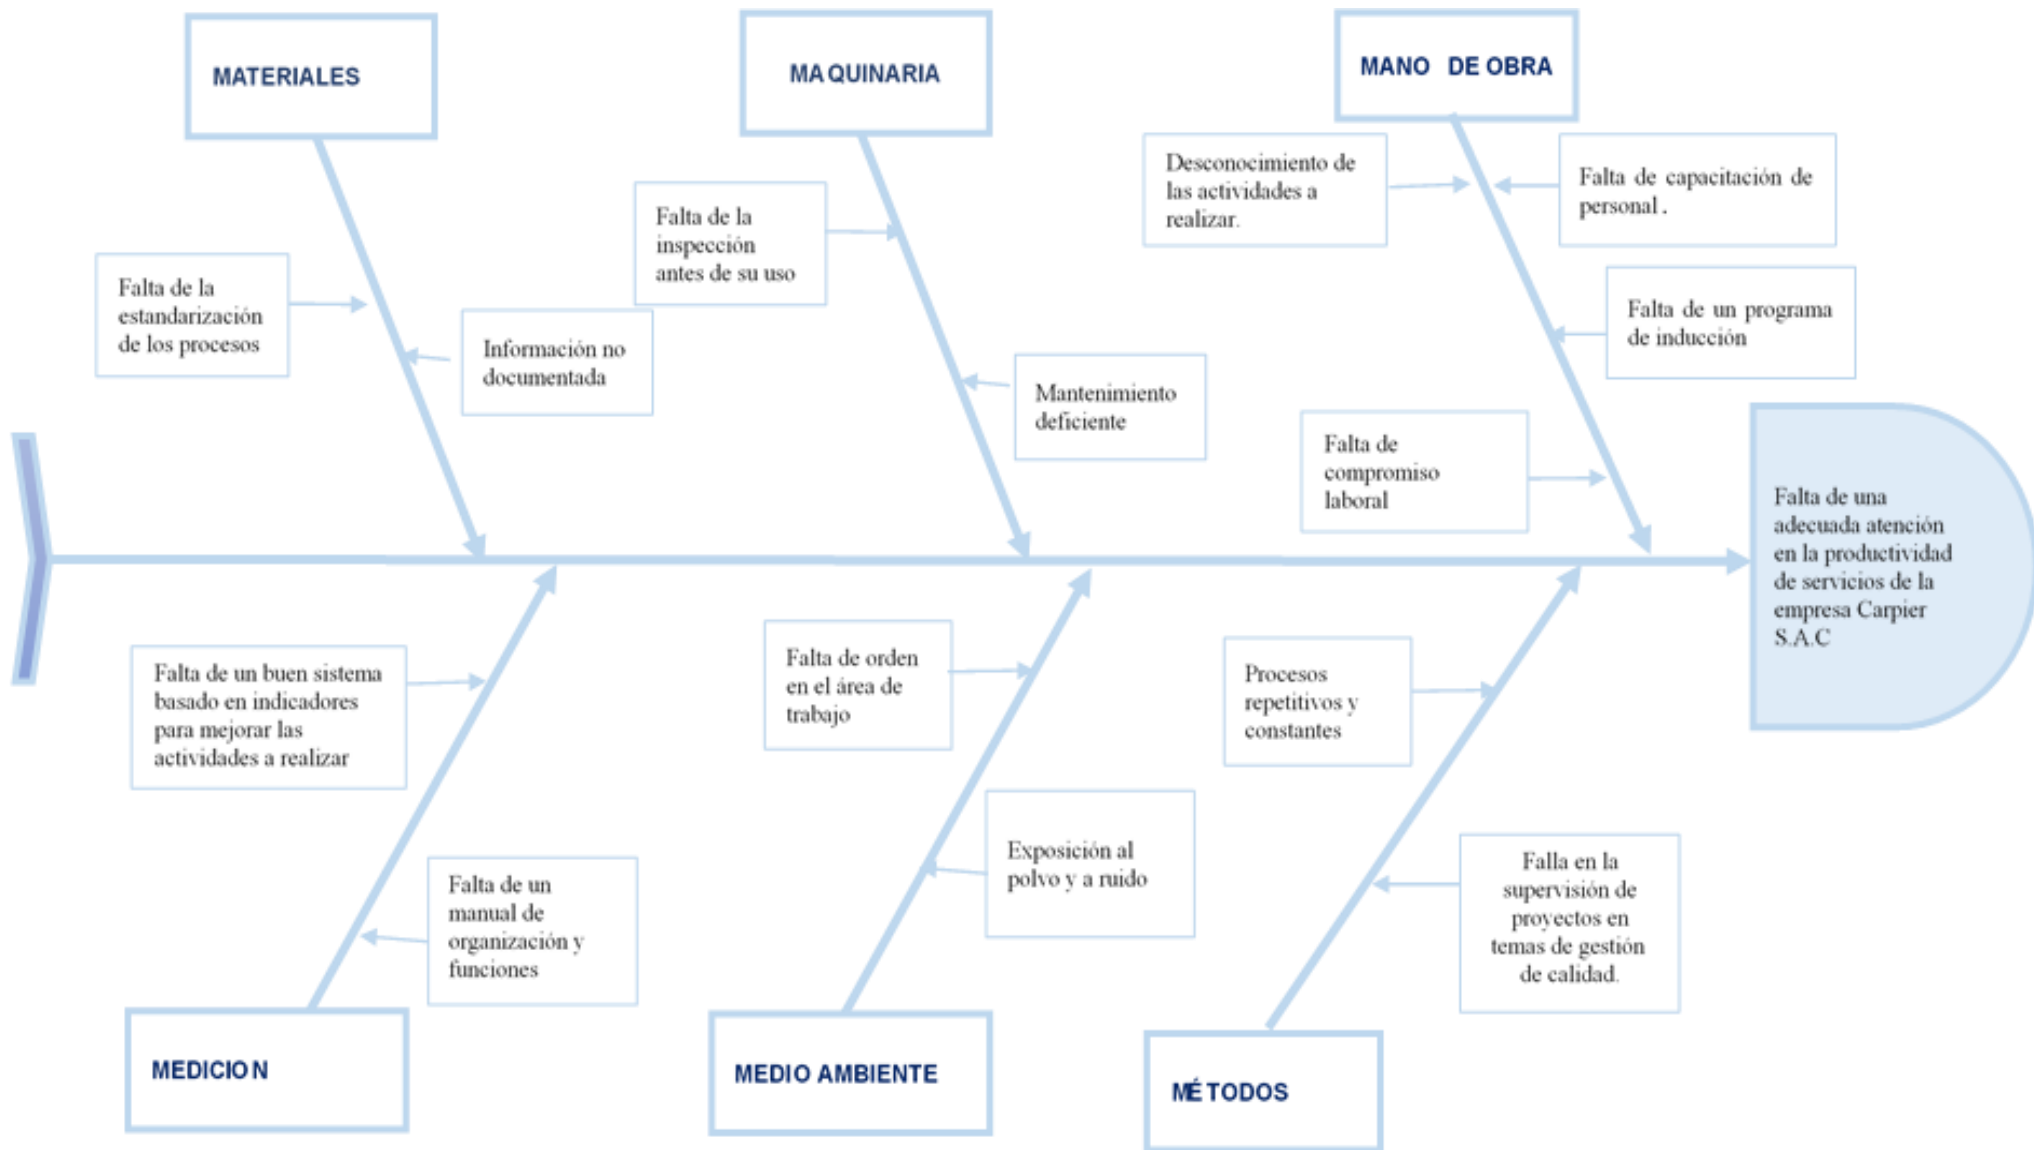 MATERIALES
MAQUINARIA
MANO DE OBRA
Desconocimiento de
las actividades a
realizar.
Falta de capacitación de
personal.
Falta de la
inspección
antes de su uso
Falta de la
estandarización
de los procesos
Información no
documentada
Falta de un programa
de inducción
Mantenimiento
deficiente
Falta de
compromiso
laboral
Falta de una
adecuada atención
en la productividad
de servicios de la
empresa Carpier
S.A.C
Falta de un buen sistema
basado en indicadores
para mejorar las
actividades a realizar
Falta de orden
en el área de
trabajo
Procesos
repetitivos y
constantes
Falta de un
manual de
organización y
funciones
Exposición al
polvo y a ruido
Falla en la
supervisión de
proyectos en
temas de gestión
de calidad.
MEDICION
MEDIO AMBIENTE
MÉTODOS